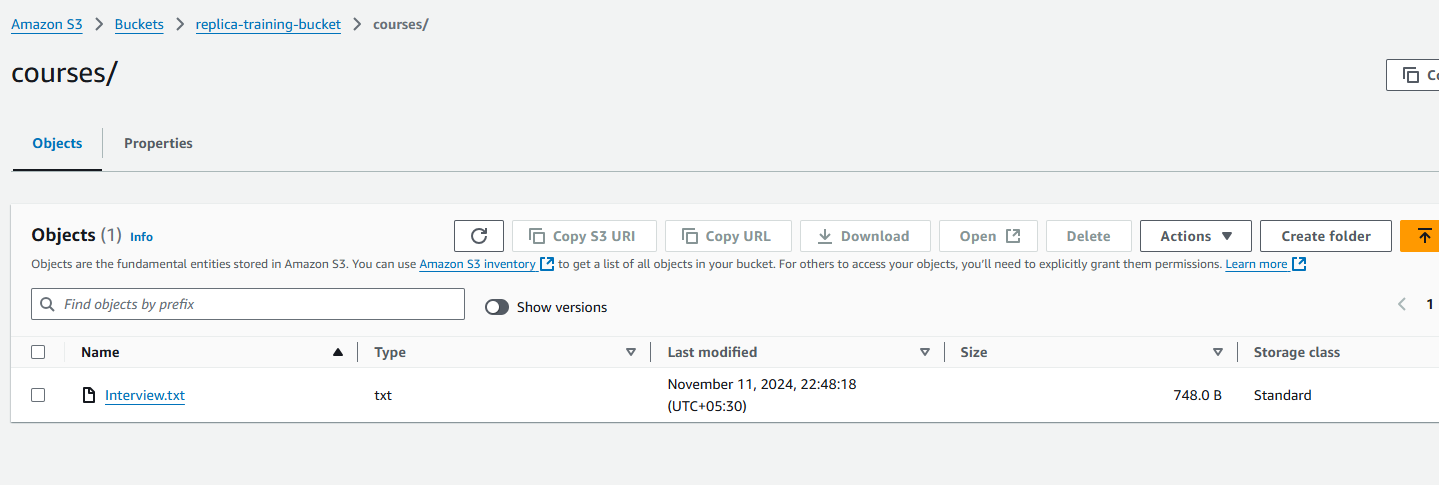 Amazon S3 > Buckets > replica-training-bucket > courses/
courses/
Objects Properties
Objects (1) Info
Copy S3 URI Copy URL Download Open Delete Actions Create folder
Objects are the fundamental entities stored in Amazon S3. You can use Amazon S3 inventory to get a list of all objects in your bucket. For others to access your objects, you'll need to explicitly grant them permissions. Learn more
Find objects by prefix
Show versions
1
Name Type Last modified Size Storage class
Interview.txt txt November 11, 2024, 22:48:18 (UTC+05:30) 748.0 B Standard